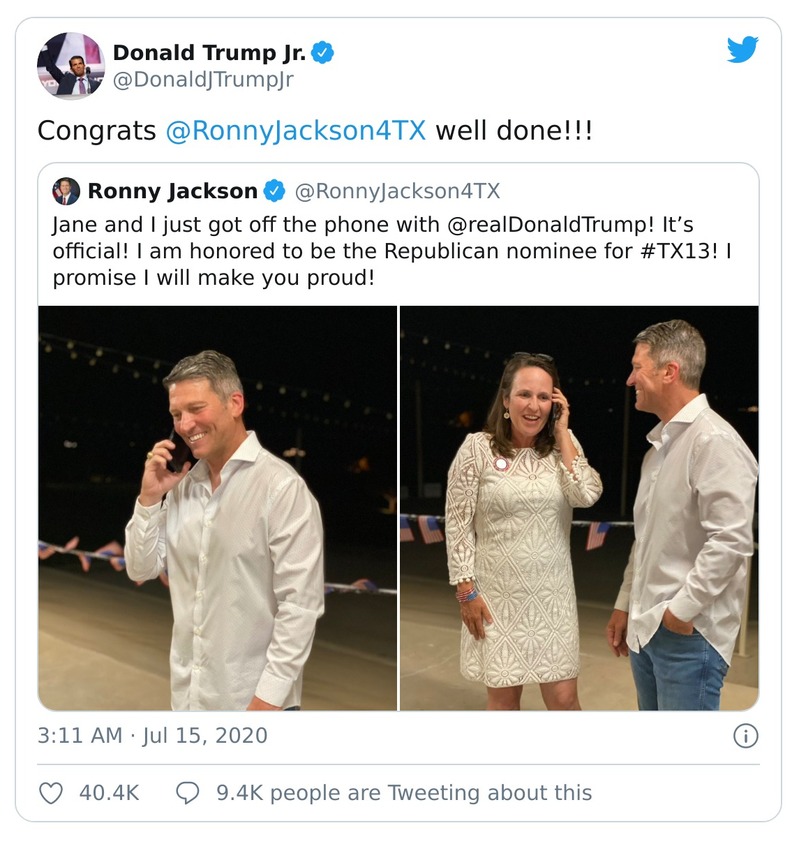 Donald Trump Jr.
@DonaldJTrumpJr
Congrats @RonnyJackson4TX well done!!!
Ronny Jackson @RonnyJackson4TX
Jane and I just got off the phone with @realDonaldTrump! It’s
official! I am honored to be the Republican nominee for #TX13! I
promise I will make you proud!
3:11 AM · Jul 15, 2020
40.4K 9.4K people are Tweeting about this